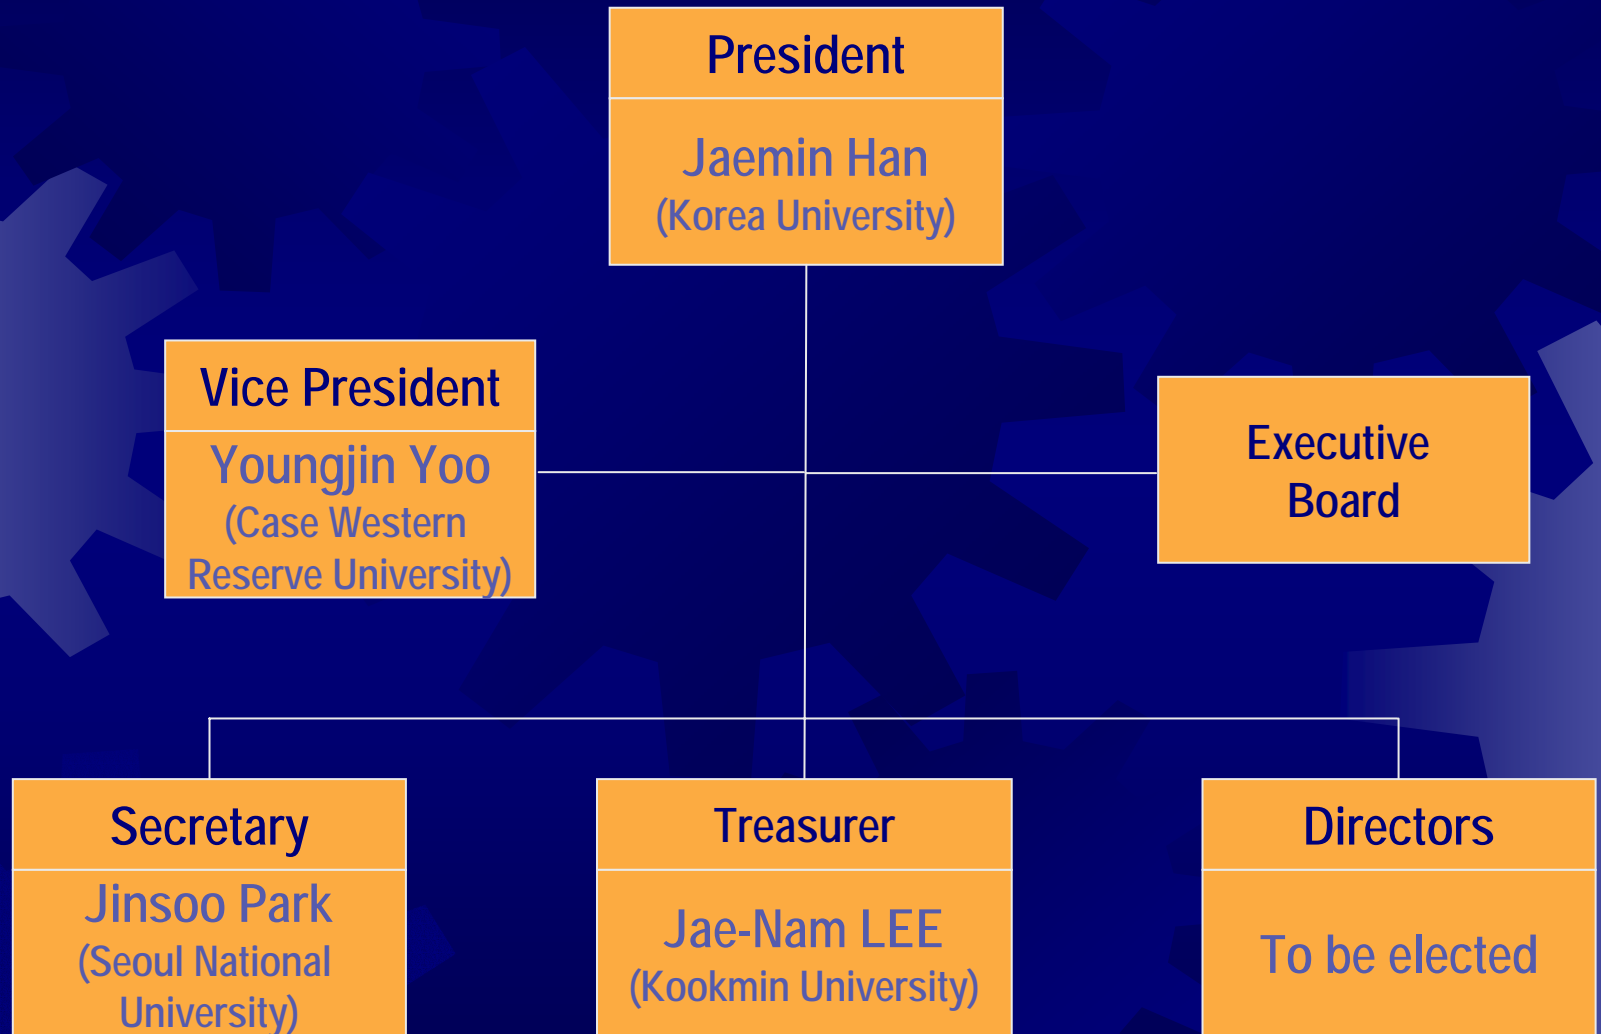 President
Jaemin Han
(Korea University)
Vice President
Youngjin Yoo
(Case Western
Reserve University)
Executive
Board
Secretary
Jinsoo Park
(Seoul National
University)
Treasurer
Jae-Nam LEE
(Kookmin University)
Directors
To be elected